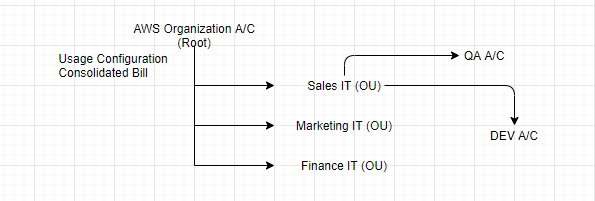 AWS Organization A/C
(Root)
Usage Configuration
Consolidated Bill
QA A/C
Sales IT (OU)
Marketing IT (OU)
DEV A/C
Finance IT (OU)